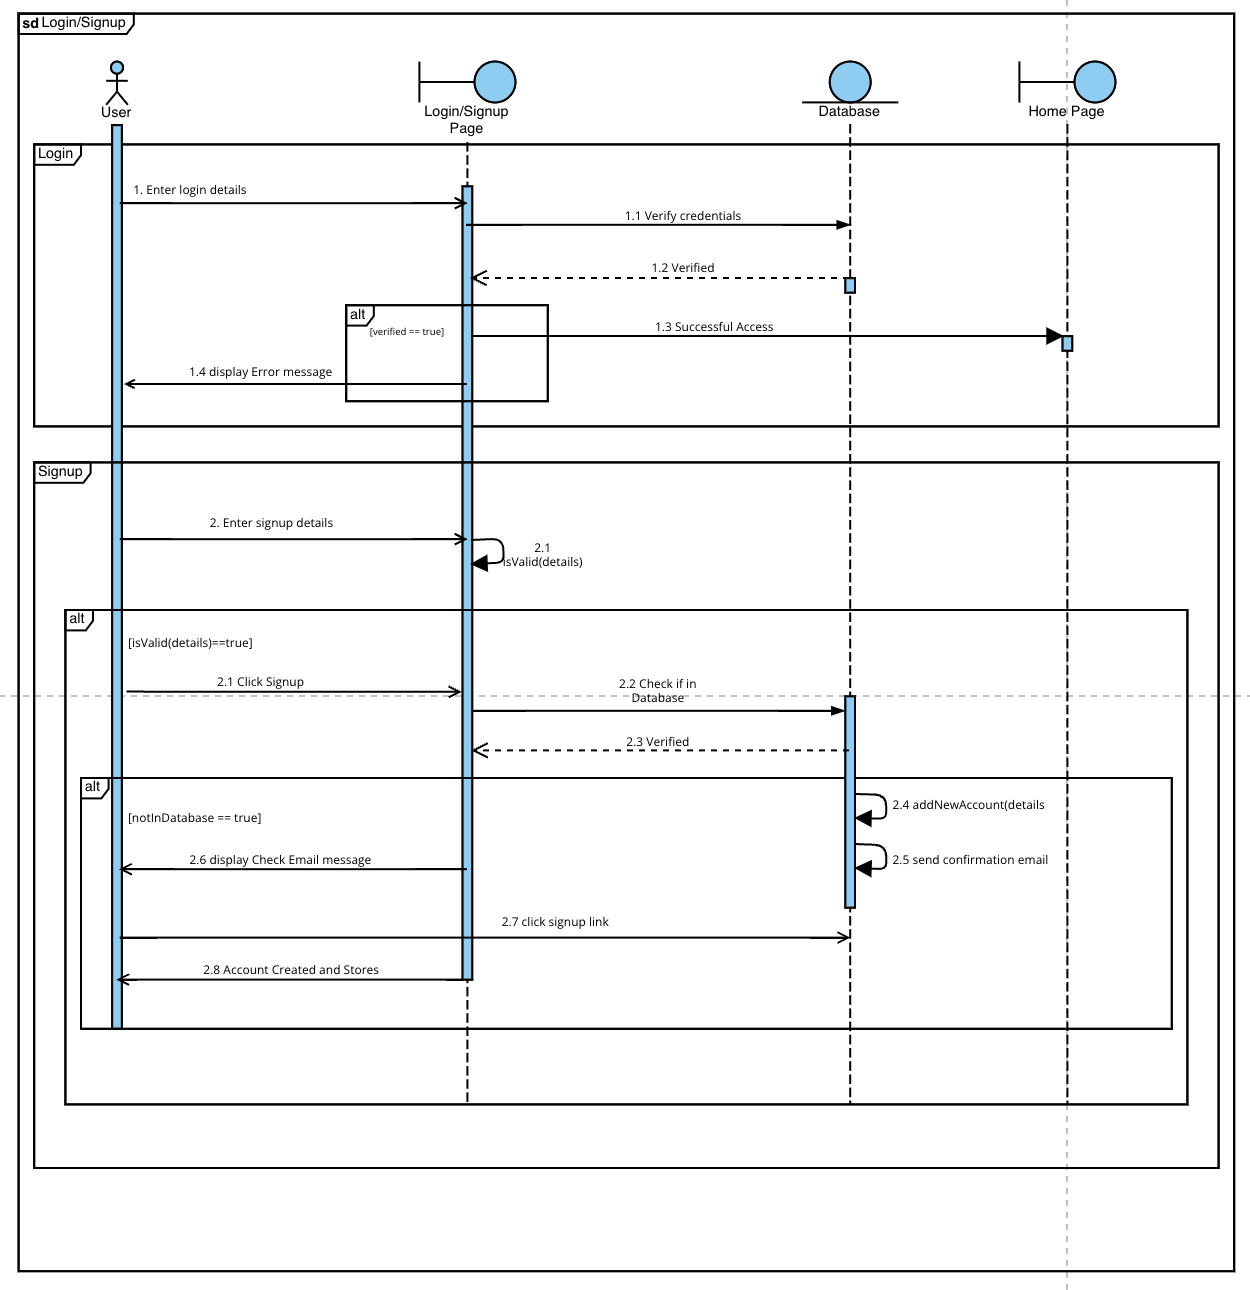 sd Login/Signup
User
Login/Signup
Page
Database
Home Page
Login
1. Enter login details
1.1 Verify credentials
1.2 Verified
alt
[verified == true]
1.3 Successful Access
1.4 display Error message
Signup
2. Enter signup details
2.1
isValid(details)
alt
[isValid(details)==true]
2.1 Click Signup
2.2 Check if in
Database
2.3 Verified
alt
[notInDatabase == true]
2.4 addNewAccount(details
2.5 send confirmation email
2.6 display Check Email message
2.7 click signup link
2.8 Account Created and Stores